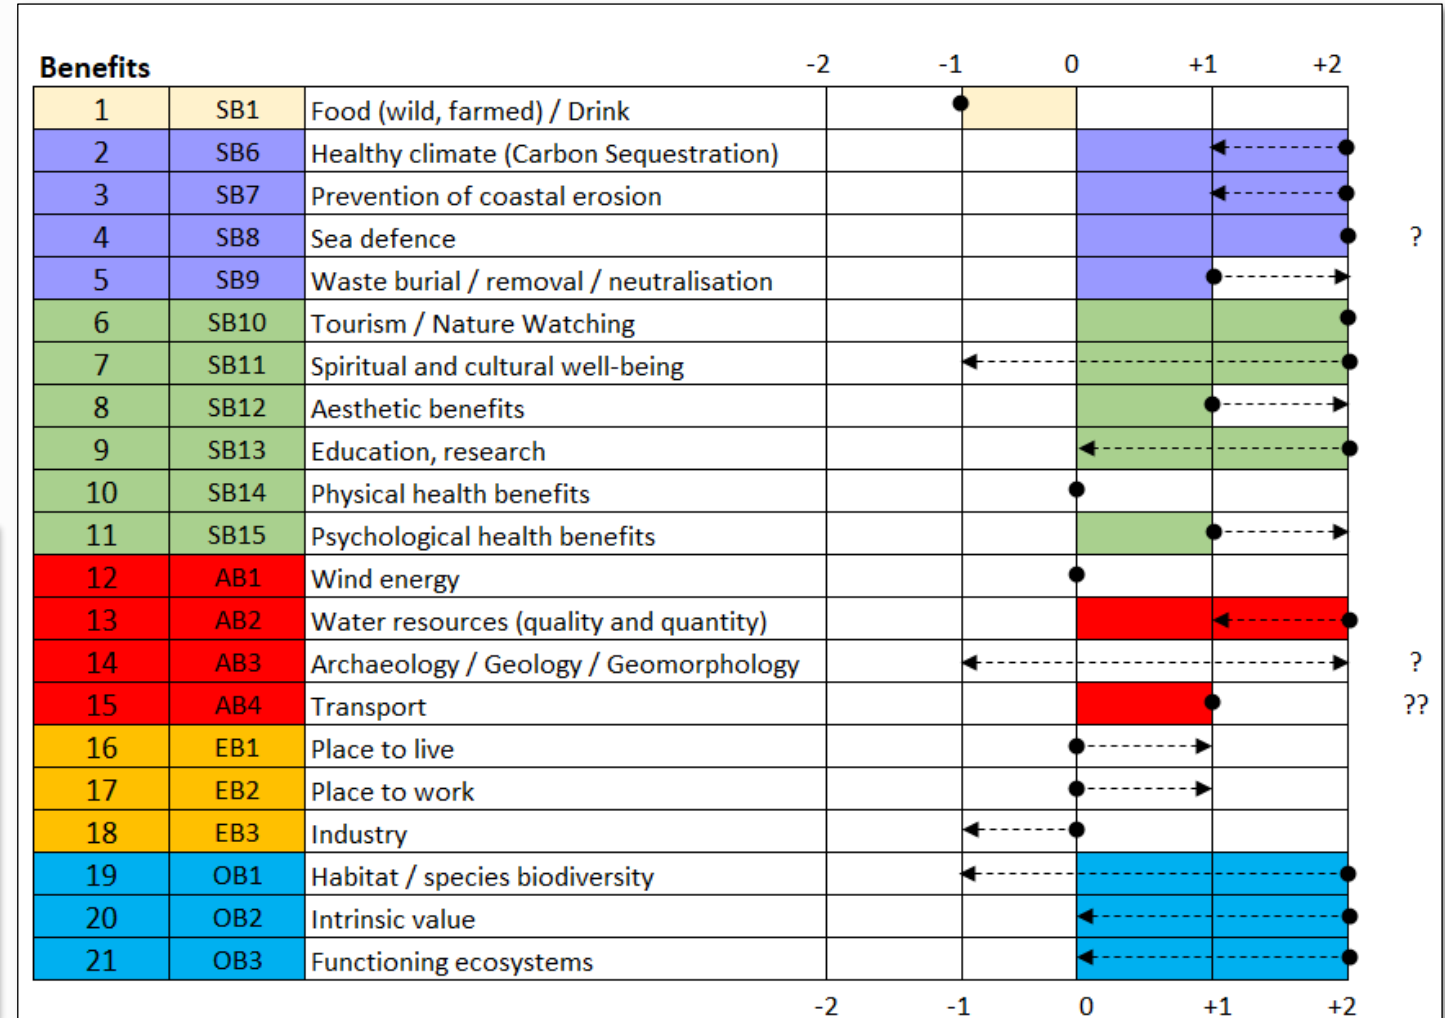 Benefits -2 -1 0 +1 +2
1 SB1 Food (wild, farmed) / Drink
2 SB6 Healthy climate (Carbon Sequestration)
3 SB7 Prevention of coastal erosion
4 SB8 Sea defence ?
5 SB9 Waste burial / removal / neutralisation
6 SB10 Tourism / Nature Watching
7 SB11 Spiritual and cultural well-being
8 SB12 Aesthetic benefits
9 SB13 Education, research
10 SB14 Physical health benefits
11 SB15 Psychological health benefits
12 AB1 Wind energy
13 AB2 Water resources (quality and quantity)
14 AB3 Archaeology / Geology / Geomorphology ?
15 AB4 Transport ??
16 EB1 Place to live
17 EB2 Place to work
18 EB3 Industry
19 OB1 Habitat / species biodiversity
20 OB2 Intrinsic value
21 OB3 Functioning ecosystems
-2 -1 0 +1 +2